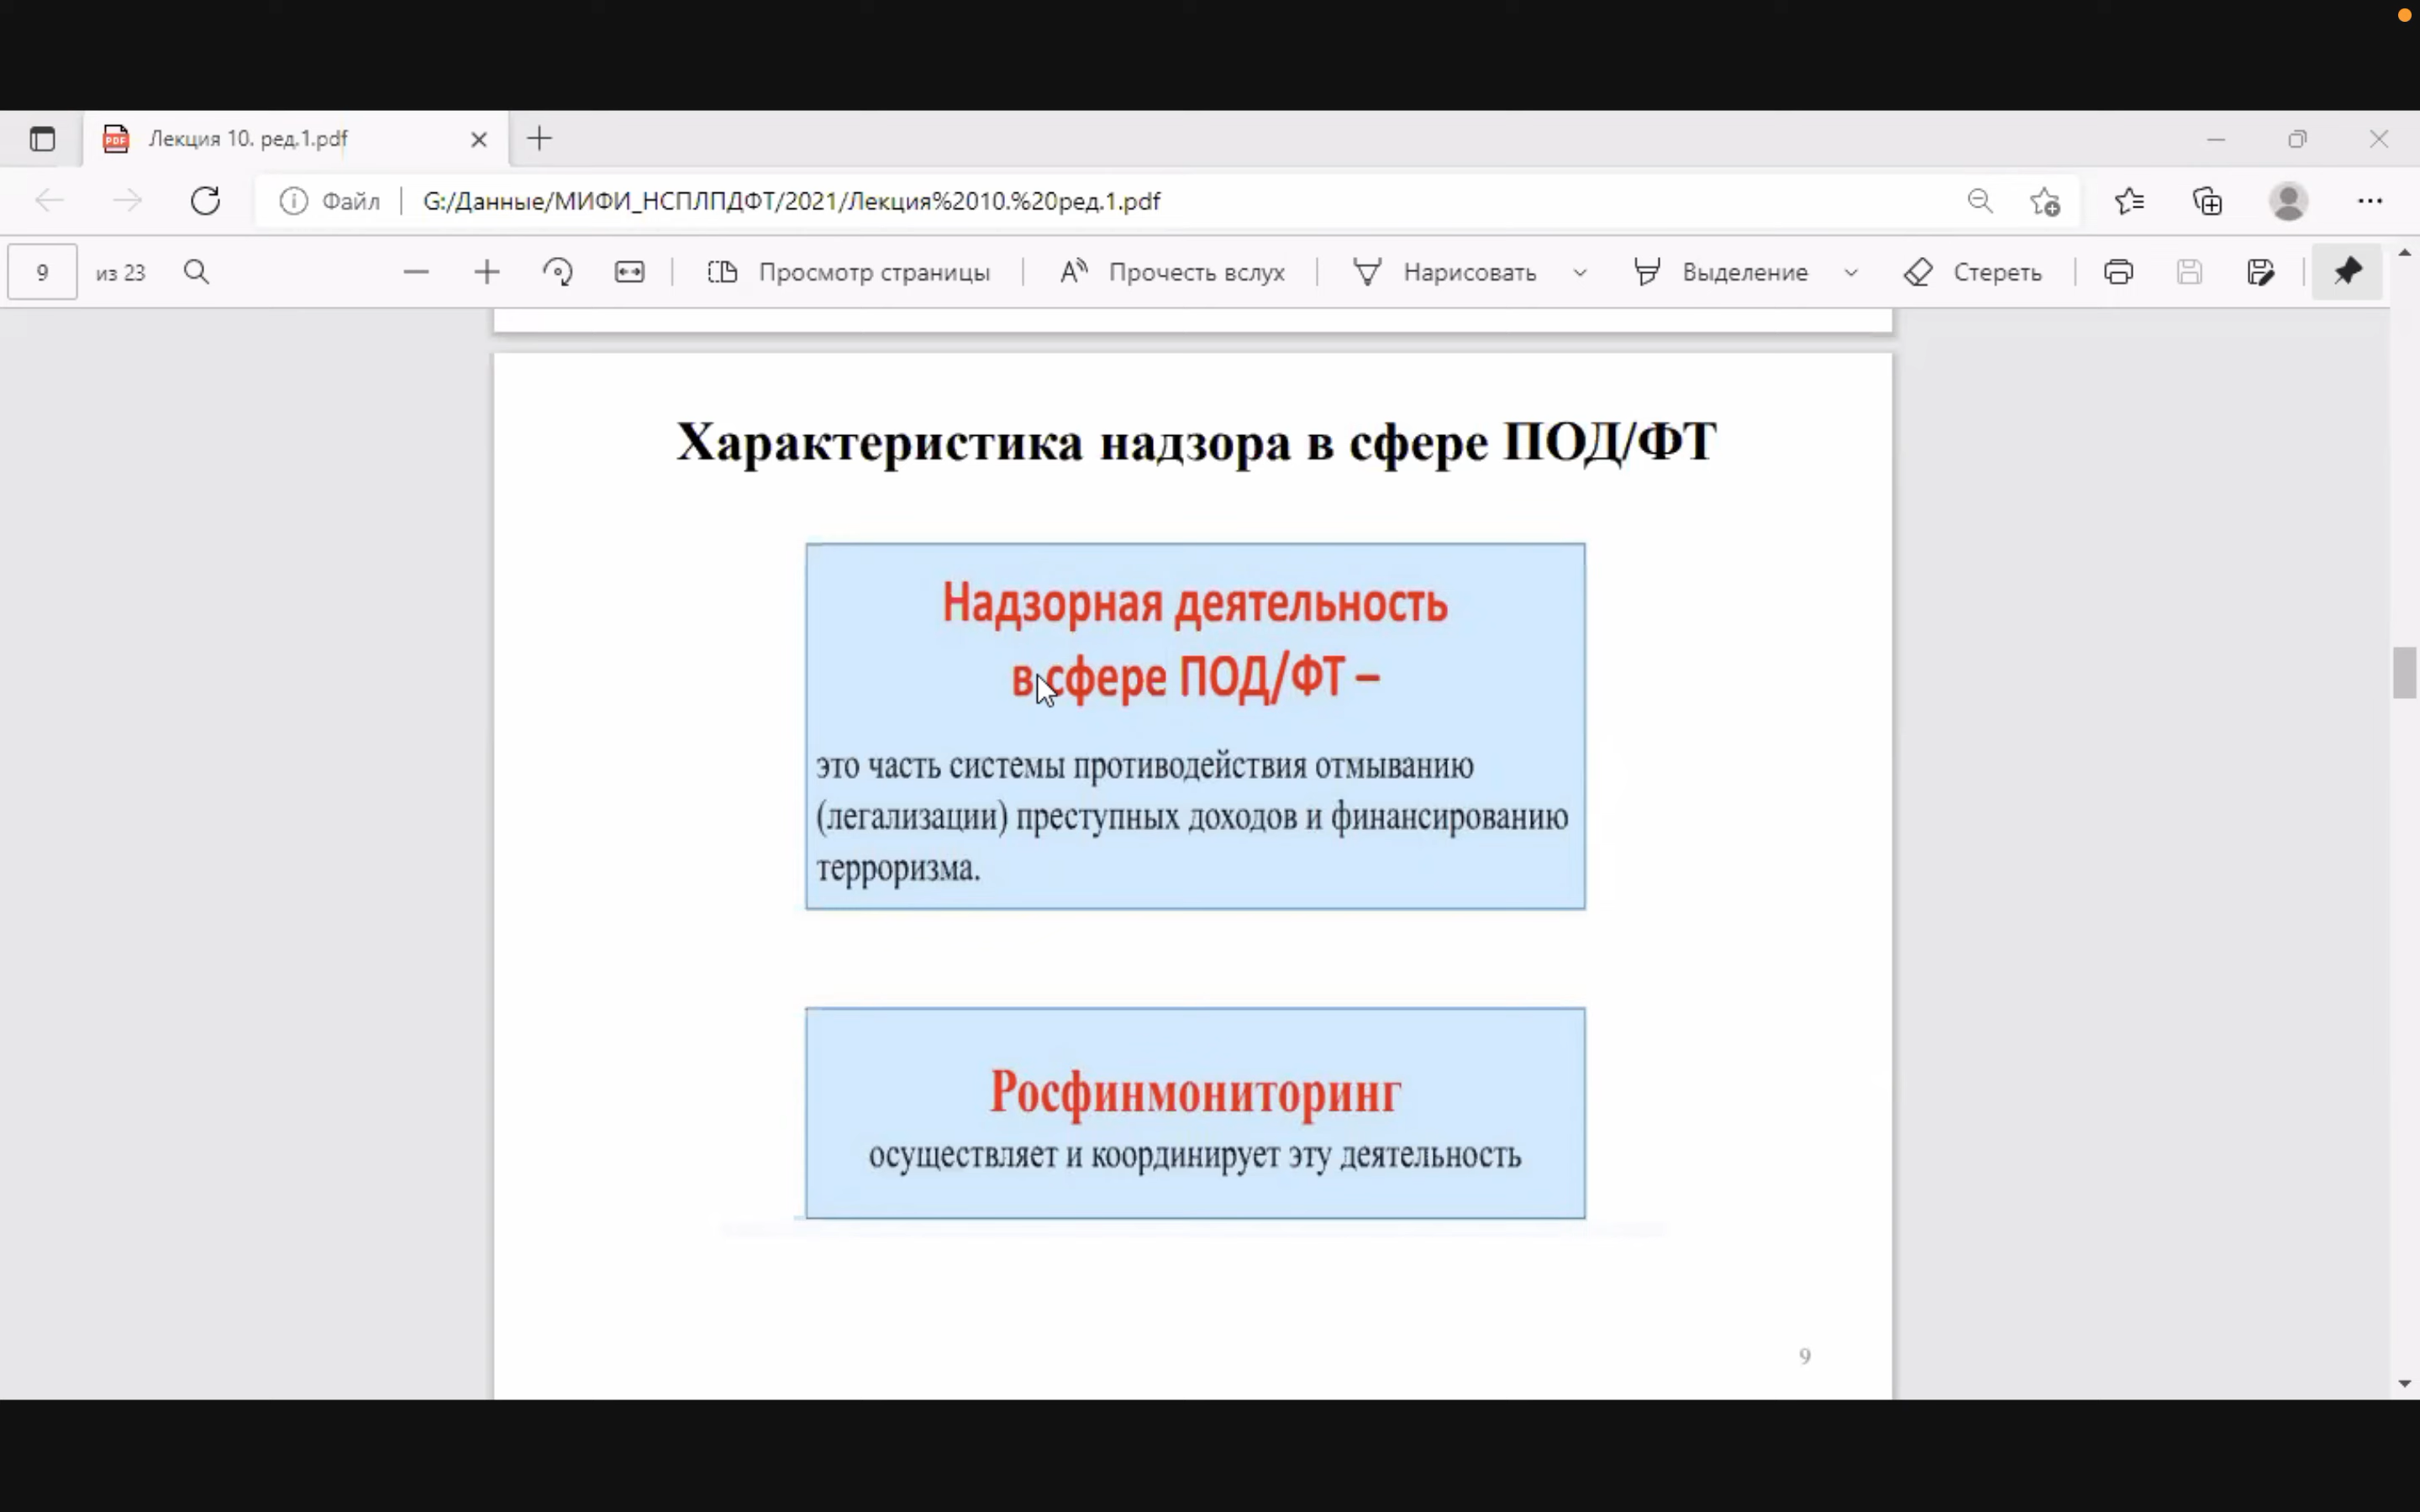 Лекция 10. ред.1.pdf
Файл G:/Данные/МИФИ_НСПЛПДФТ/2021/Лекция%2010.%20ред.1.pdf
9 из 23 Просмотр страницы Прочесть вслух Нарисовать Выделение Стереть
Характеристика надзора в сфере ПОД/ФТ
Надзорная деятельность
в сфере ПОД/ФТ –
это часть системы противодействия отмыванию
(легализации) преступных доходов и финансированию
терроризма.
Росфинмониторинг
осуществляет и координирует эту деятельность
9